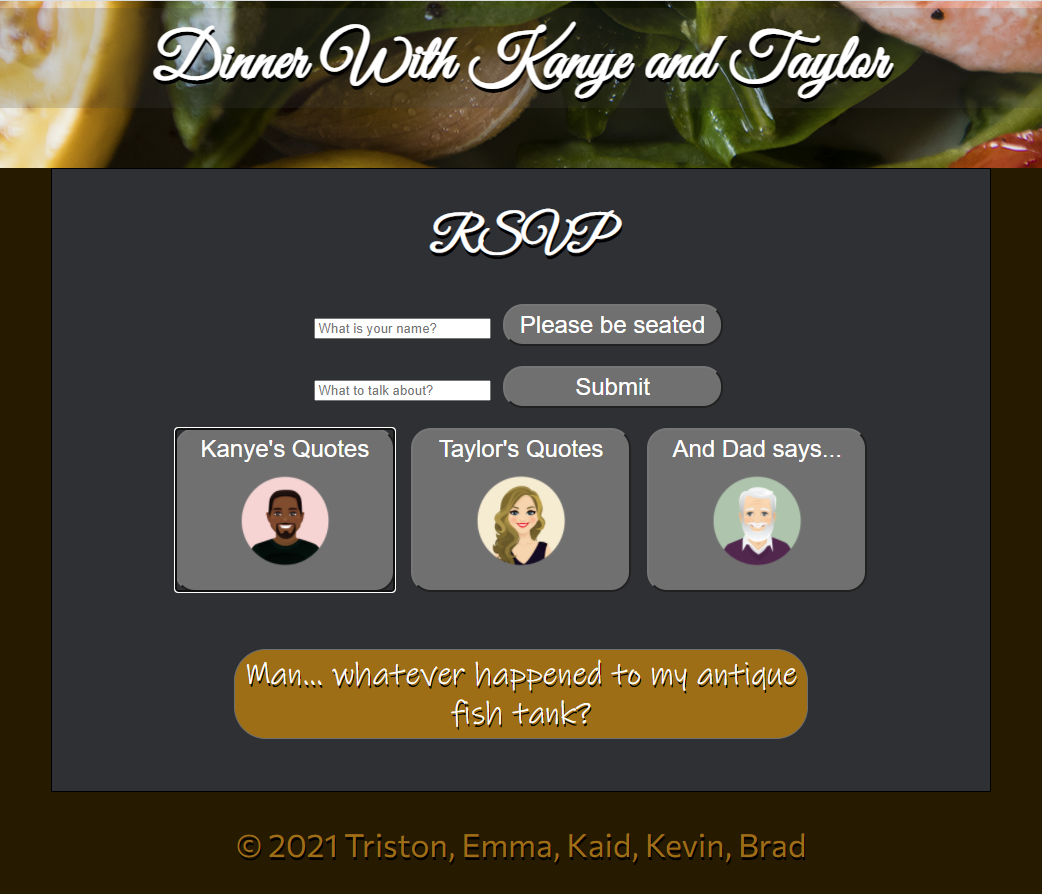 Dinner With Kanye and Taylor
RSVP
What is your name?
Please be seated
What to talk about?
Submit
Kanye's Quotes
Taylor's Quotes
And Dad says...
Man... whatever happened to my antique
fish tank?
© 2021 Triston, Emma, Kaid, Kevin, Brad